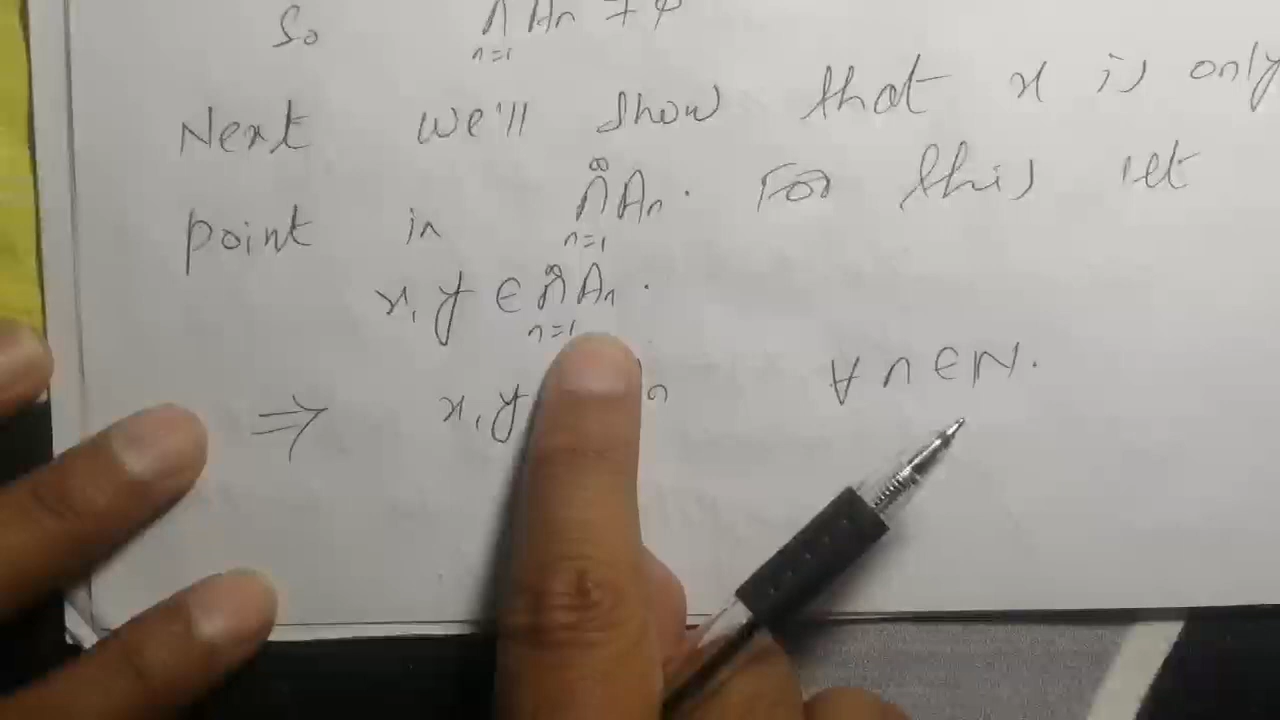 So ∩ An ≠ φ
n=1
Next we'll show that x is only
point in ∞∩n=1 An. For this let
x, y ∈ ∞∩n=1 An.
⇒ x, y n ∀ n ∈ N.